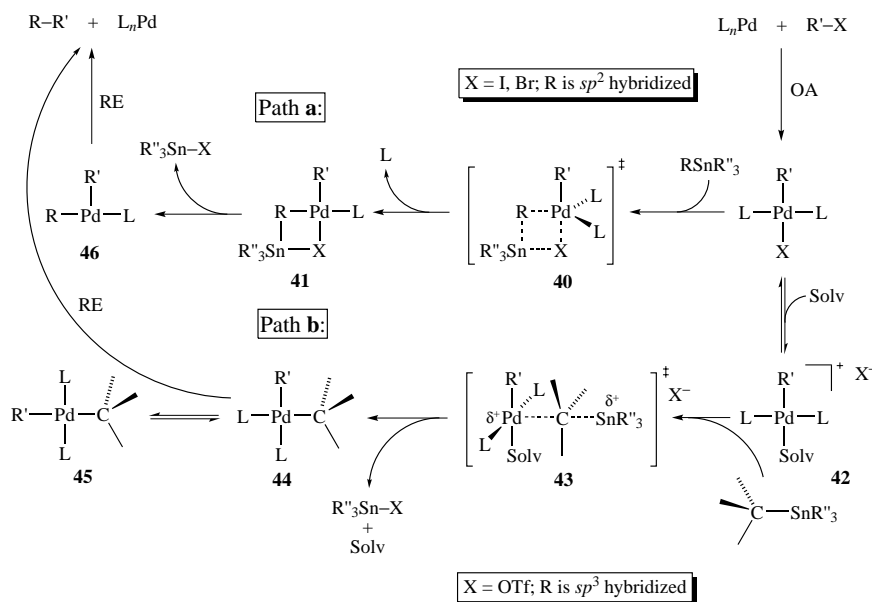 R–R' + LnPd
LnPd + R'–X
X = I, Br; R is sp2 hybridized
OA
RE
Path a:
R"3Sn–X
L
‡
RSnR"3
R'
R Pd L
46
R'
R Pd L
R"3Sn X
41
R'
L
R Pd
L
R"3Sn X
40
R'
L Pd L
X
Solv
RE
Path b:
L
R' Pd C
L
45
R'
L Pd C
L
44
‡
X–
R'
L
δ+
Pd C SnR"3
δ+
L
Solv
43
+
X–
R'
L Pd L
Solv
42
C SnR"3
R"3Sn–X
+
Solv
X = OTf; R is sp3 hybridized